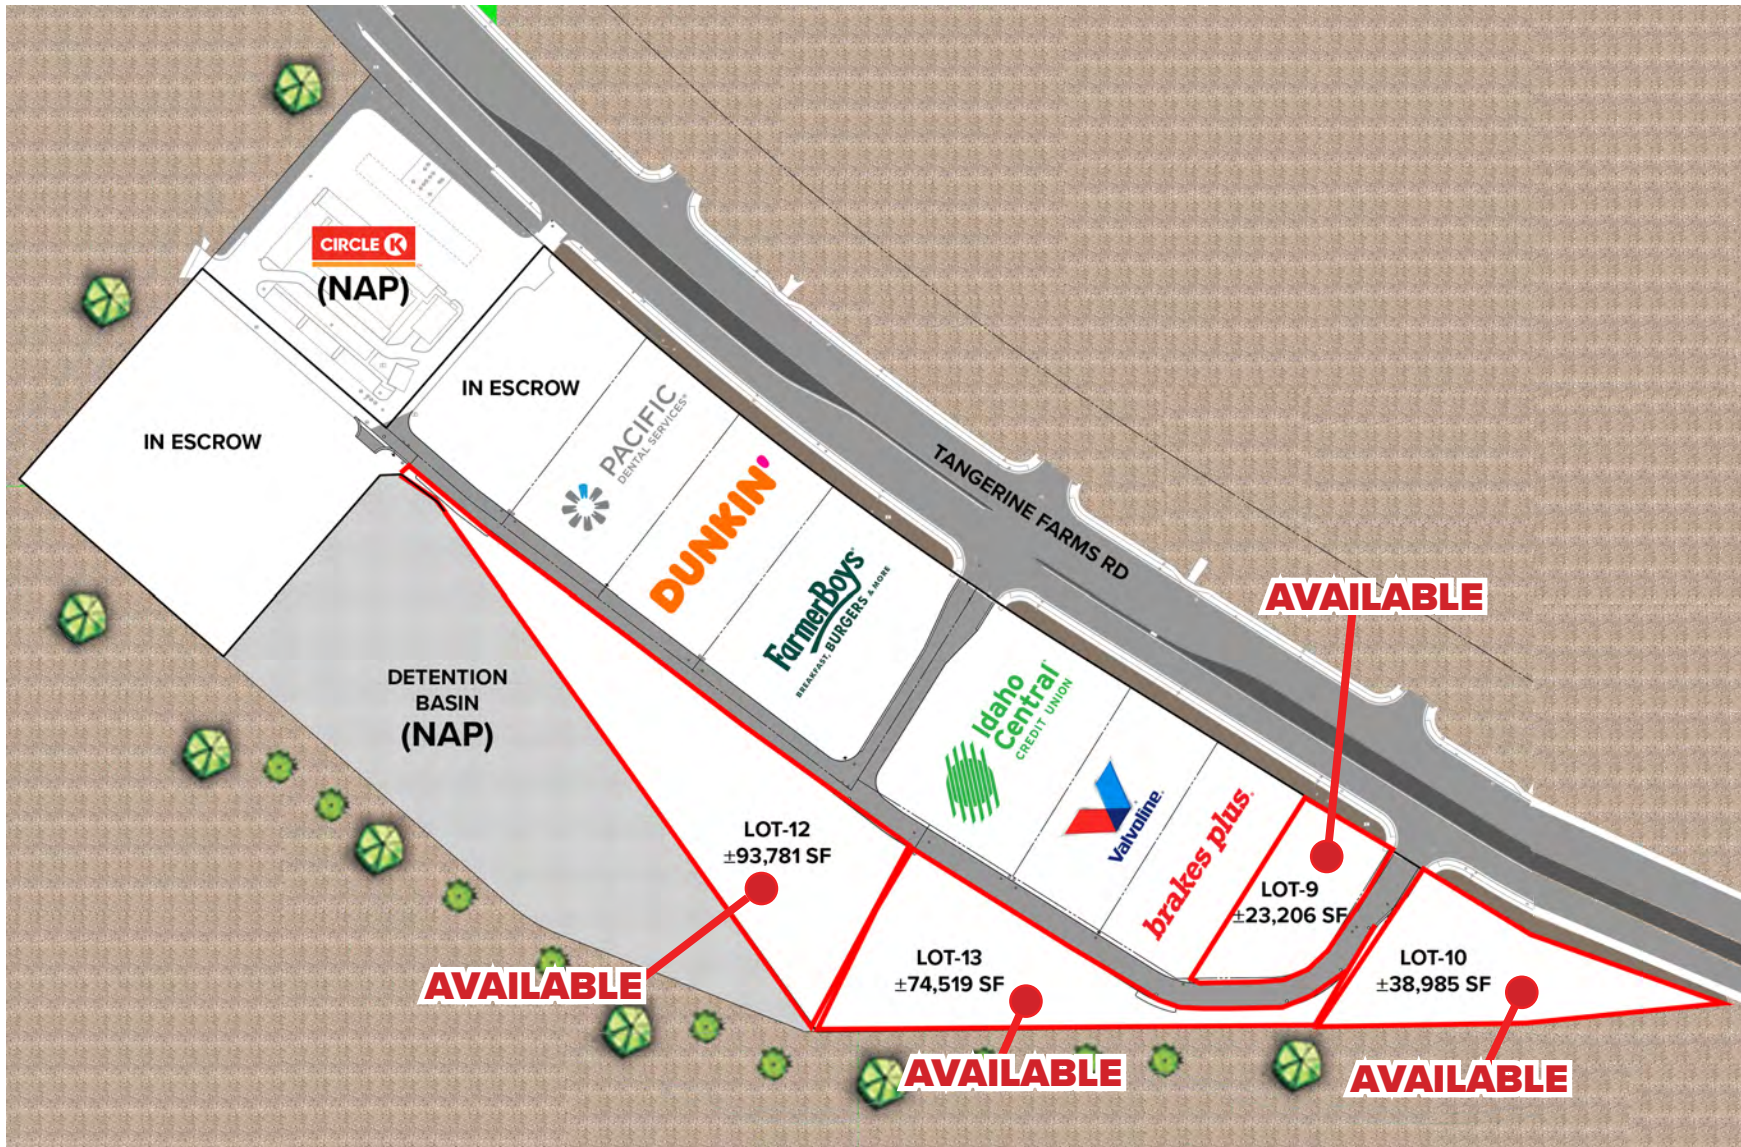 CIRCLE K
(NAP)
IN ESCROW
IN ESCROW
PACIFIC
DENTAL SERVICES®
DUNKIN'
FarmerBoys
BREAKFAST, BURGERS & MORE
TANGERINE FARMS RD
AVAILABLE
DETENTION
BASIN
(NAP)
Idaho
Central
CREDIT UNION
Valvoline
brakes plus
LOT-12
±93,781 SF
LOT-9
±23,206 SF
LOT-13
±74,519 SF
LOT-10
±38,985 SF
AVAILABLE
AVAILABLE
AVAILABLE